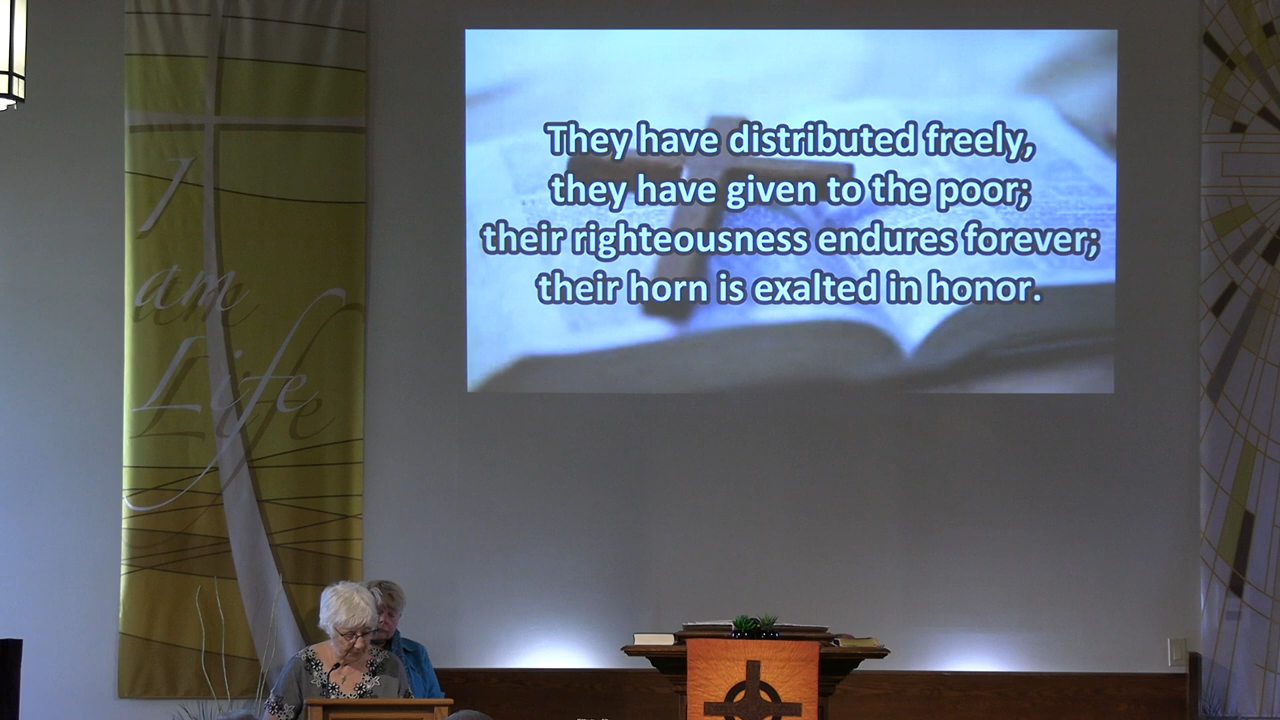 They have distributed freely,
they have given to the poor;
their righteousness endures forever;
their horn is exalted in honor.
I
am
Life